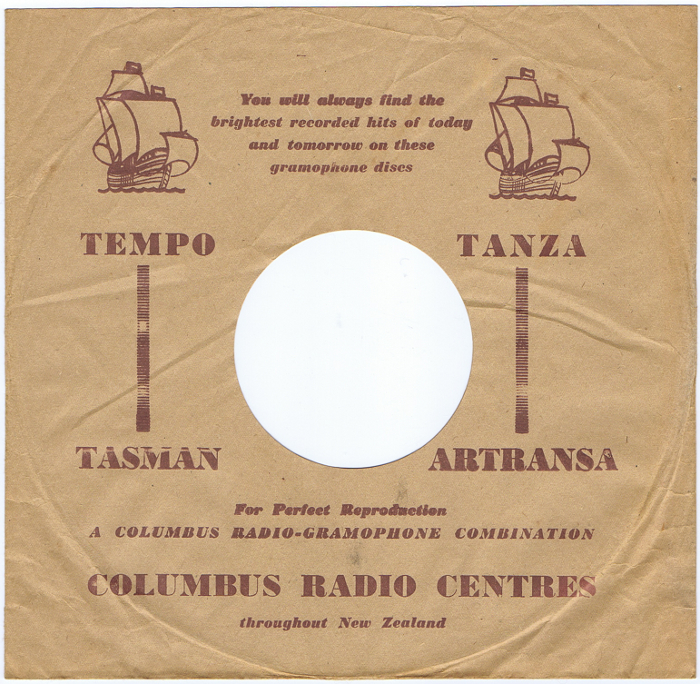 You will always find the
brightest recorded hits of today
and tomorrow on these
gramophone discs
TEMPO
TANZA
TASMAN
ARTRANSA
For Perfect Reproduction
A COLUMBUS RADIO-GRAMOPHONE COMBINATION
COLUMBUS RADIO CENTRES
throughout New Zealand